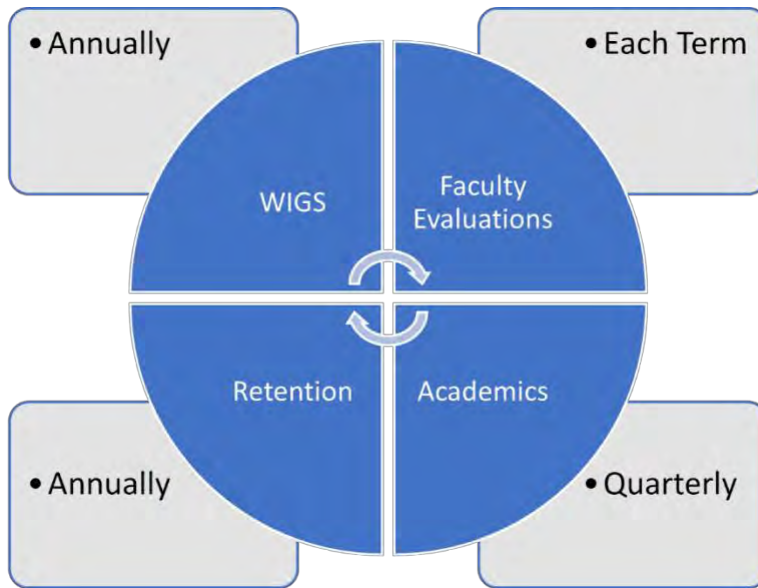 • Annually
• Each Term
WIGS
Faculty
Evaluations
Retention
Academics
• Annually
• Quarterly